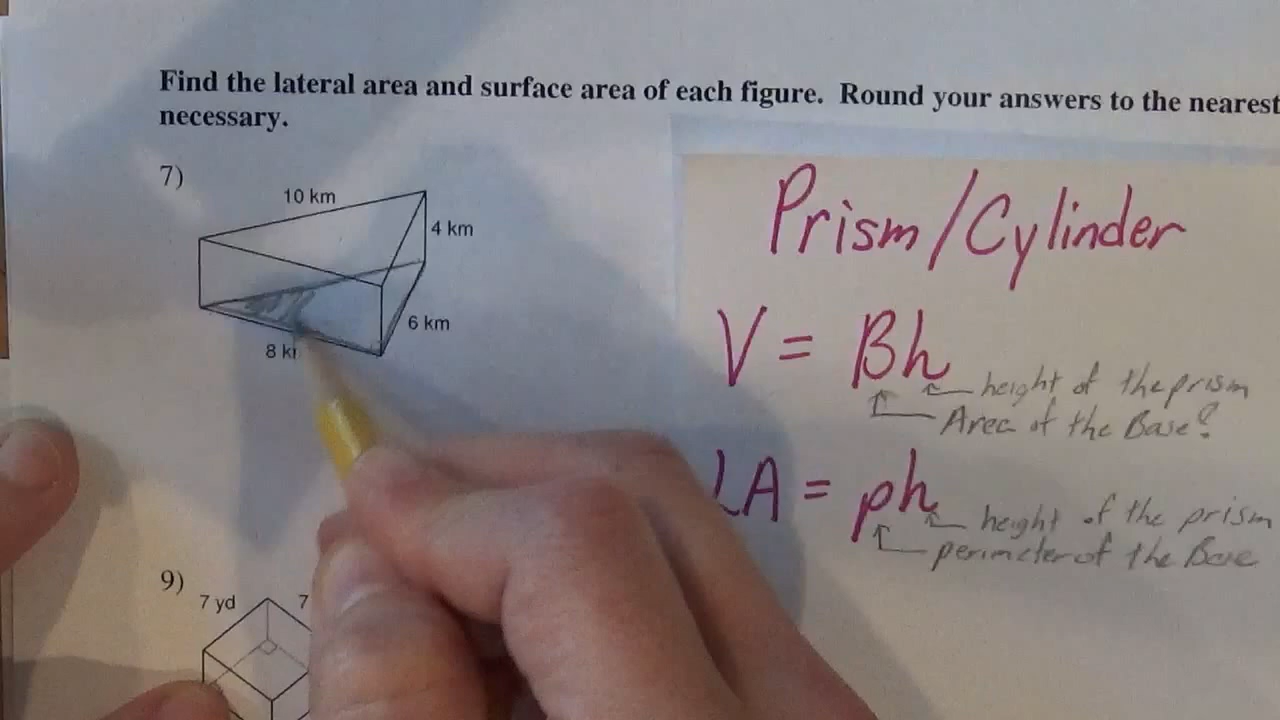 Find the lateral area and surface area of each figure. Round your answers to the nearest
necessary.
7)
10 km
4 km
6 km
8
Prism/Cylinder
V = Bh
height of the prism
Area of the Base!
LA = ph
height of the prism
perimeter of the Base
9)
7 yd
7